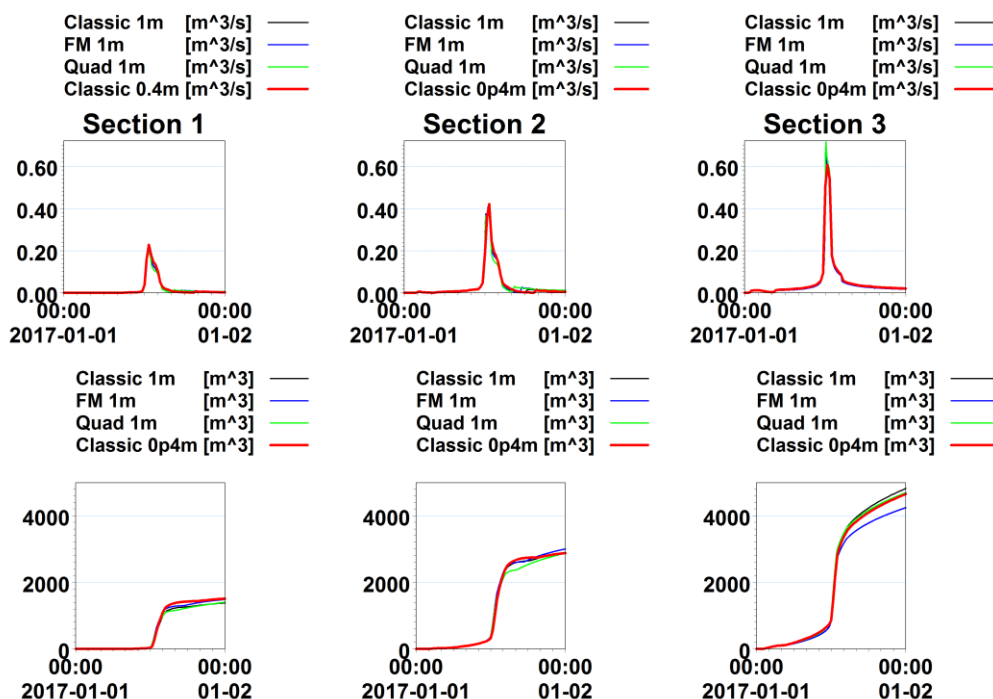 Classic 1m [m^3/s] Classic 1m [m^3/s] Classic 1m [m^3/s]
FM 1m [m^3/s] FM 1m [m^3/s] FM 1m [m^3/s]
Quad 1m [m^3/s] Quad 1m [m^3/s] Quad 1m [m^3/s]
Classic 0.4m [m^3/s] Classic 0p4m [m^3/s] Classic 0p4m [m^3/s]
Section 1 Section 2 Section 3
0.60 0.60 0.60
0.40 0.40 0.40
0.20 0.20 0.20
0.00 0.00 0.00
00:00 00:00 00:00 00:00 00:00 00:00
2017-01-01 01-02 2017-01-01 01-02 2017-01-01 01-02
Classic 1m [m^3] Classic 1m [m^3] Classic 1m [m^3]
FM 1m [m^3] FM 1m [m^3] FM 1m [m^3]
Quad 1m [m^3] Quad 1m [m^3] Quad 1m [m^3]
Classic 0p4m [m^3] Classic 0p4m [m^3] Classic 0p4m [m^3]
4000 4000 4000
2000 2000 2000
0 0 0
00:00 00:00 00:00 00:00 00:00 00:00
2017-01-01 01-02 2017-01-01 01-02 2017-01-01 01-02